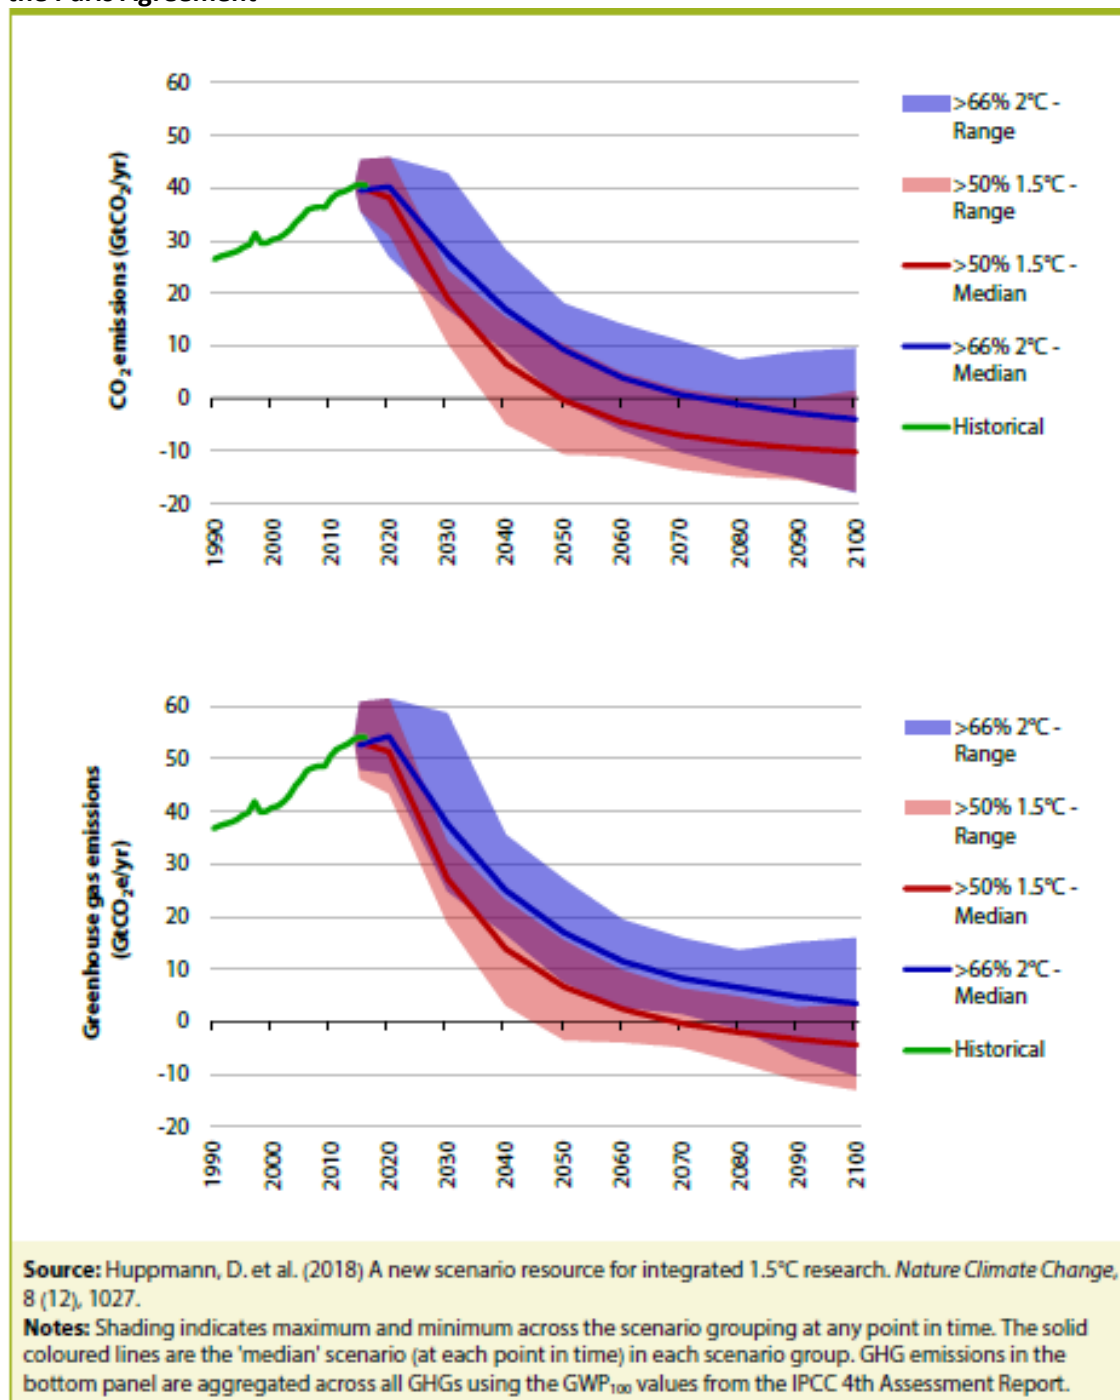 the Paris Agreement
60
50
40
30
20
10
0
-10
-20
CO₂ emissions (GtCO₂/yr)
1990
2000
2010
2020
2030
2040
2050
2060
2070
2080
2090
2100
>66% 2°C -
Range
>50% 1.5°C -
Range
>50% 1.5°C -
Median
>66% 2°C -
Median
Historical
60
50
40
30
20
10
0
-10
-20
Greenhouse gas emissions
(GtCO₂e/yr)
1990
2000
2010
2020
2030
2040
2050
2060
2070
2080
2090
2100
>66% 2°C -
Range
>50% 1.5°C -
Range
>50% 1.5°C -
Median
>66% 2°C -
Median
Historical
Source: Huppmann, D. et al. (2018) A new scenario resource for integrated 1.5°C research. Nature Climate Change,
8 (12), 1027.
Notes: Shading indicates maximum and minimum across the scenario grouping at any point in time. The solid
coloured lines are the 'median' scenario (at each point in time) in each scenario group. GHG emissions in the
bottom panel are aggregated across all GHGs using the GWP₁₀₀ values from the IPCC 4th Assessment Report.